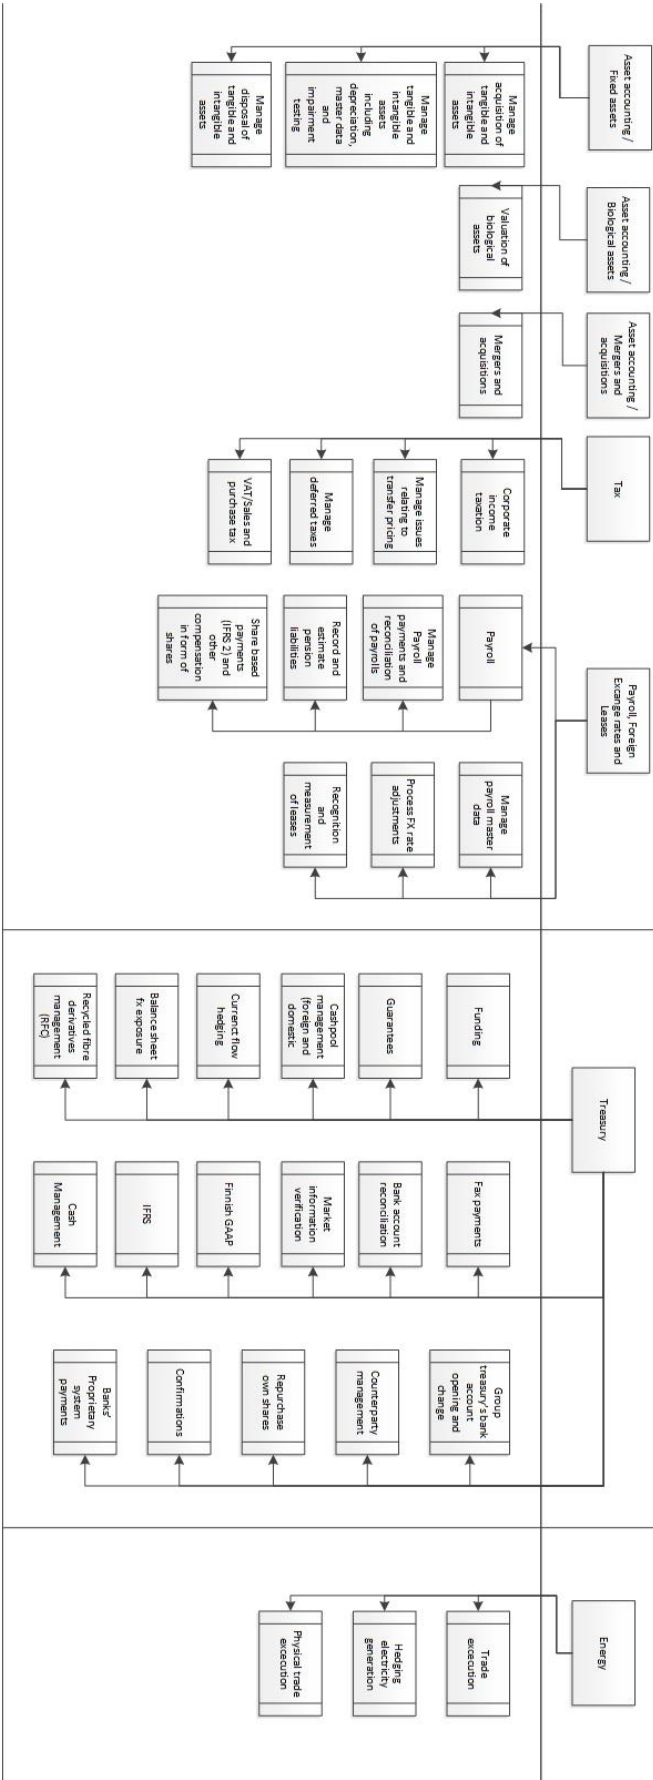 Asset accounting /
Fixed assets
Manage
acquisition of
tangible and
intangible
assets
Manage
tangible and
intangible
assets
including
depreciation,
master data
and
impairment
testing
Manage
disposal of
tangible and
intangible
assets
Asset accounting /
Biological assets
Valuation of
biological
assets
Asset accounting /
Mergers and
acquisitions
Mergers and
acquisitions
Tax
Corporate
income
taxation
Manage issues
relating to
transfer pricing
Manage
deferred taxes
VAT/Sales and
purchase tax
Payroll, Foreign
Excange rates and
Leases
Payroll
Manage
Payroll
payments and
reconciliation
of payrolls
Record and
estimate
pension
liabilities
Share based
payments
(IFRS 2) and
other
compensation
in form of
shares
Manage
payroll master
data
Process FX rate
adjustments
Recognition
and
measurement
of leases
Treasury
Funding
Guarantees
Cashpool
management
(foreign and
domestic
Currenct flow
hedging
Balance sheet
fx exposure
Recycled fibre
derivatives
management
(RFC)
Fax payments
Bank account
reconciliation
Market
information
verification
Finnish GAAP
IFRS
Cash
Management
Group
treasury's bank
account
opening and
change
Counterparty
management
Repurchase
own shares
Confirmations
Banks'
Proprietary
system
payments
Energy
Trade
excecution
Hedging
electricity
generation
Physical trade
excecution